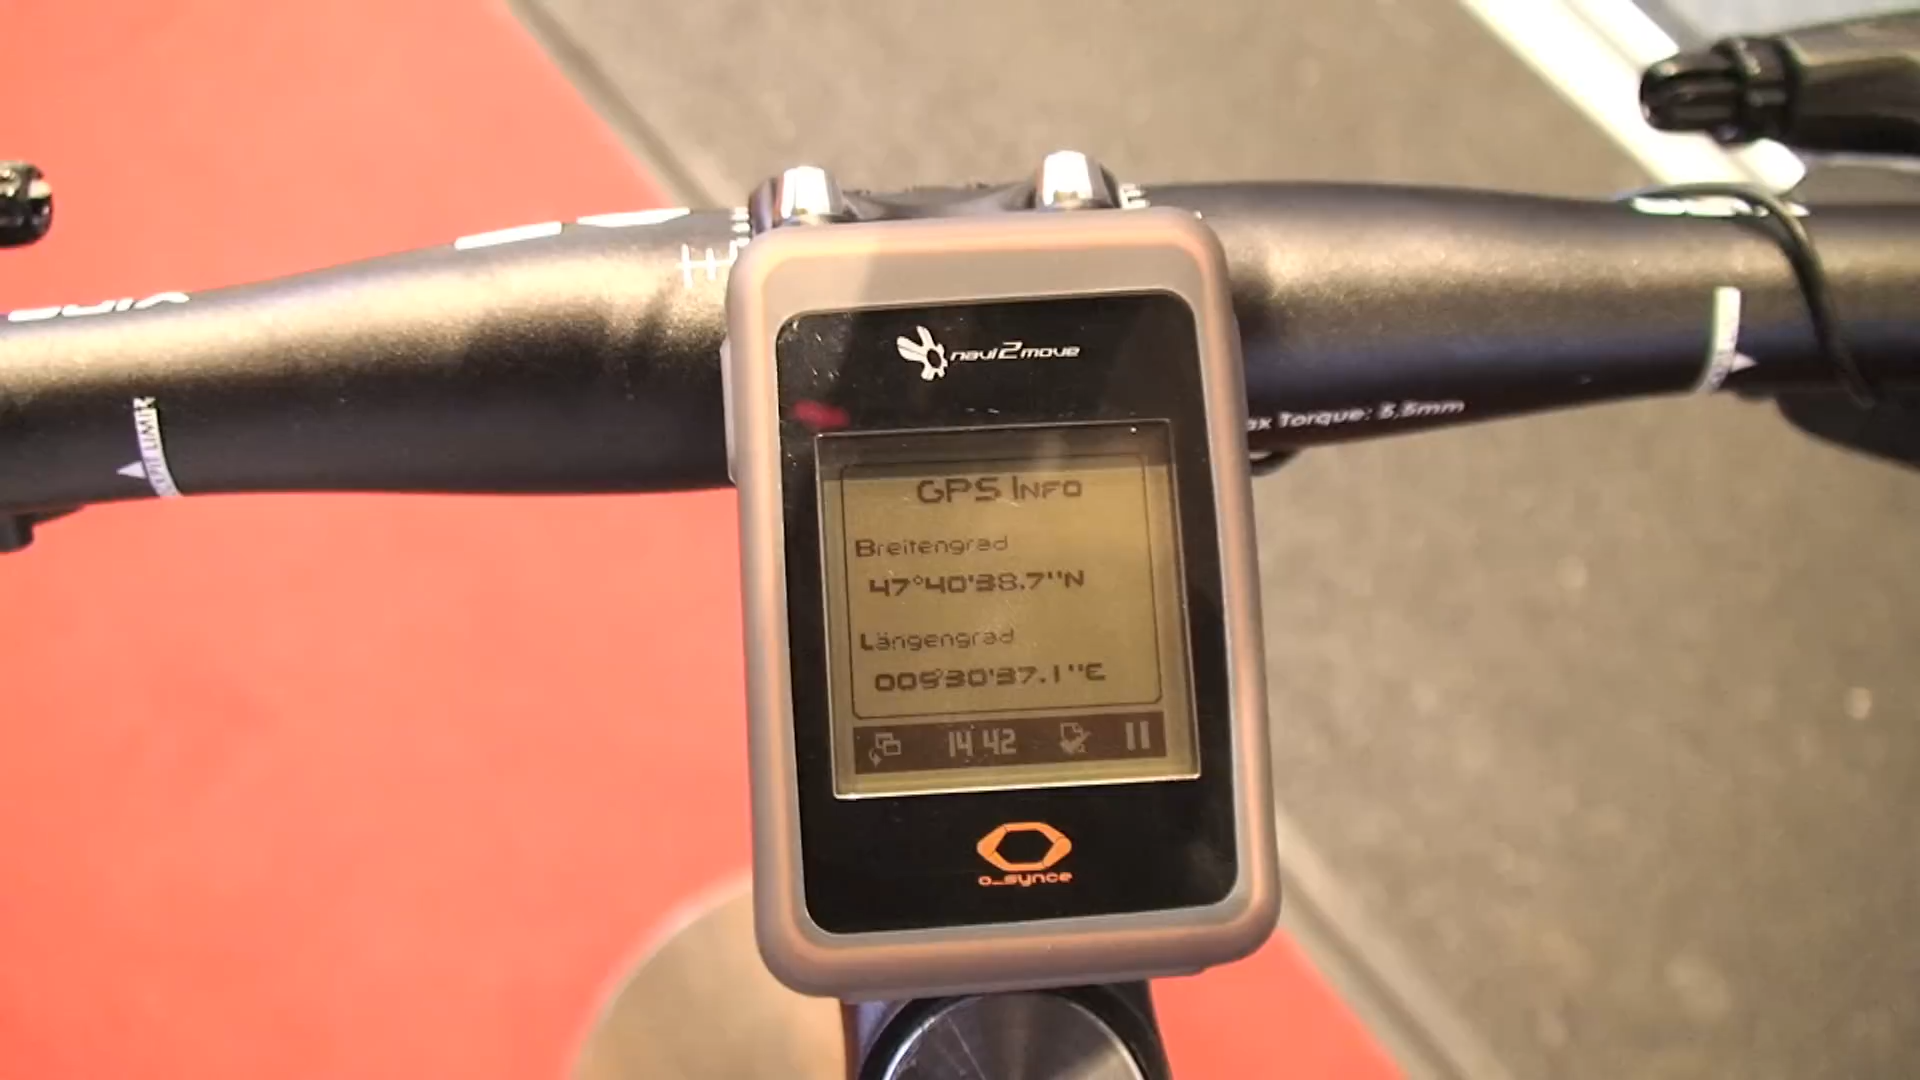 navi2move
Max Torque: 5,5mm
GPS Info
Breitengrad
47°40'38.7"N
Längengrad
009°30'37.1"E
14 42
o_synce